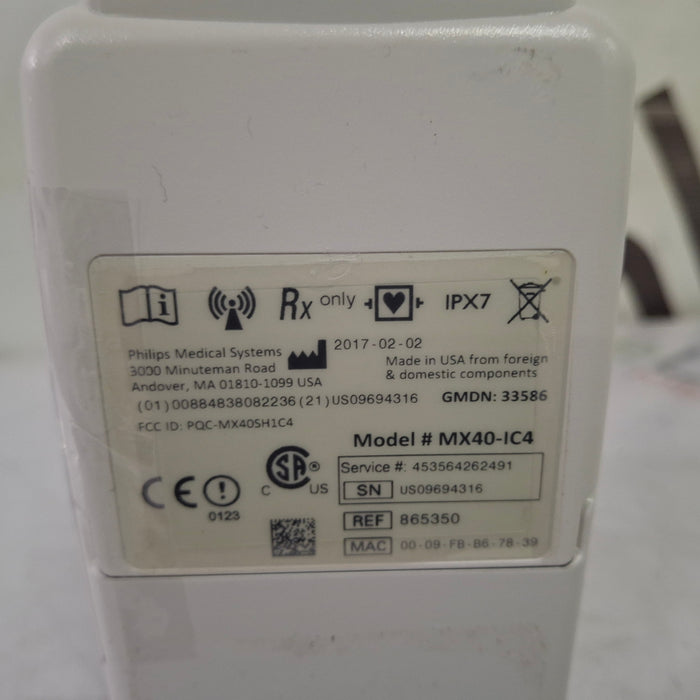 Rx only IPX7
2017-02-02
Philips Medical Systems
3000 Minuteman Road
Andover, MA 01810-1099 USA
Made in USA from foreign
& domestic components
(01)00884838082236(21)US09694316 GMDN: 33586
FCC ID: PQC-MX40SH1C4
Model # MX40-IC4
CSA®
C US
Service #: 453564262491
SN US09694316
CE
0123
REF 865350
MAC 00-09-FB-B6-78-39